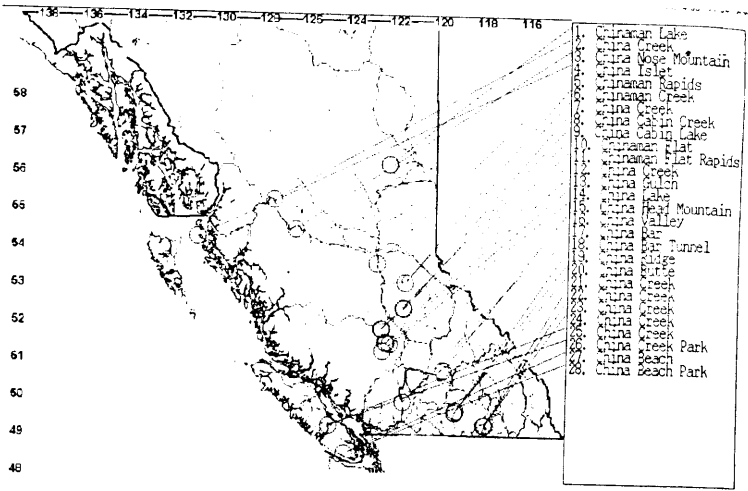 138 136 134 132 130 129 125 124 122 118 116
58
57
56
55
54
53
52
51
50
49
48
1. Chinaman Lake
2. China Creek
3. China Nose Mountain
4. China Islet
5. Chinaman Rapids
6. Chinaman Creek
7. China Creek
8. China Cabin Creek
9. China Cabin Lake
10. Chinaman Flat
11. Chinaman Flat Rapids
12. China Creek
13. China Gulch
14. China Lake
15. China Head Mountain
16. China Valley
17. China Bar
18. China Bar Tunnel
19. China Ridge
20. China Butte
21. China Creek
22. China Creek
23. China Creek
24. China Creek
25. China Creek
26. China Creek Park
27. China Beach
28. China Beach Park